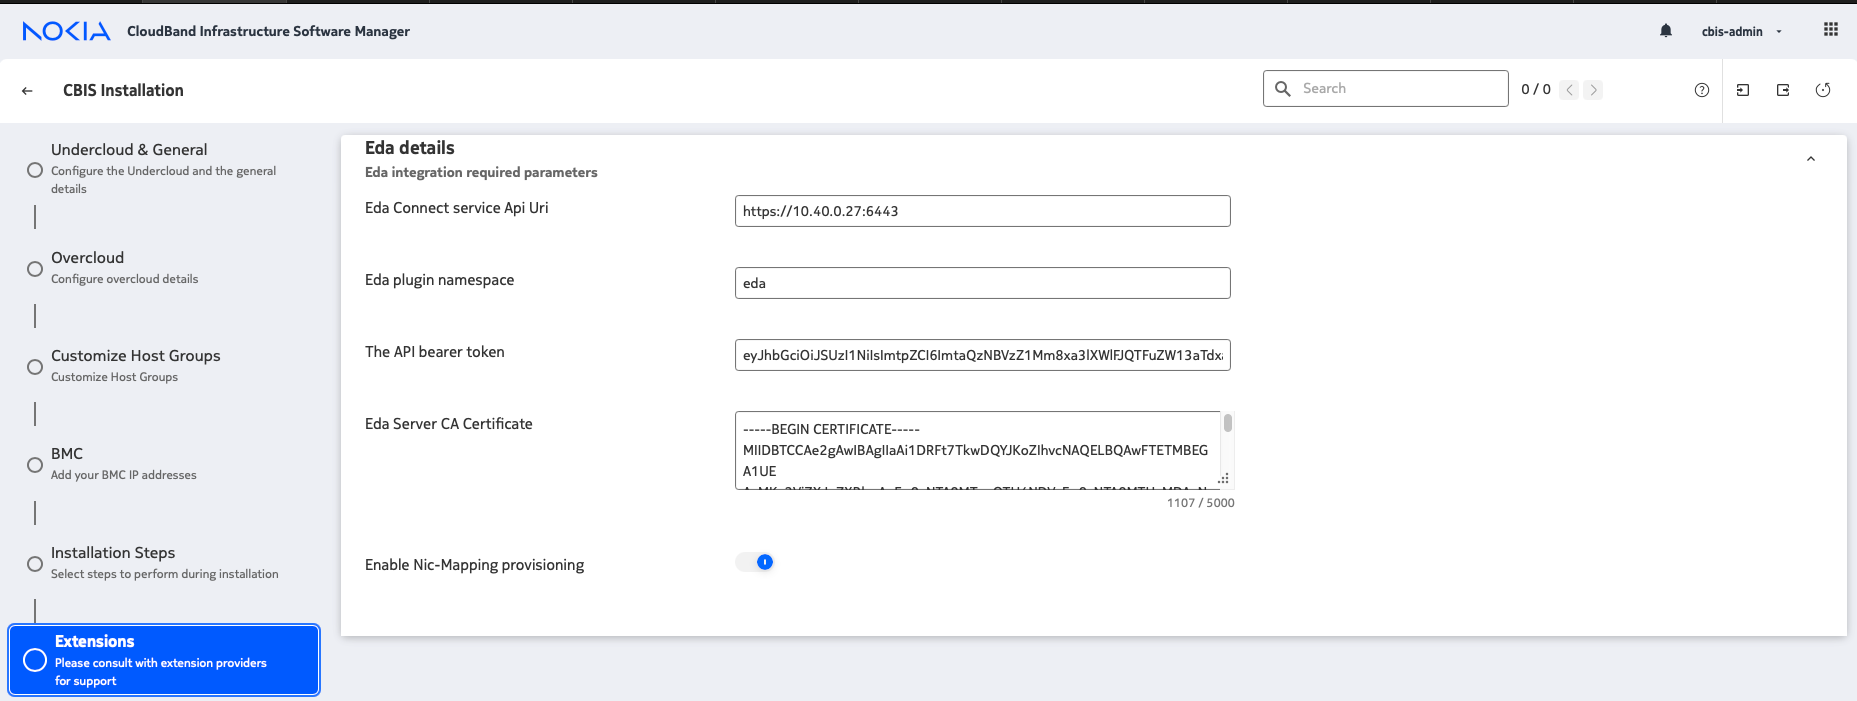 NOKIA CloudBand Infrastructure Software Manager
cbis-admin
CBIS Installation
Search
0 / 0
Undercloud & General
Configure the Undercloud and the general
details
Overcloud
Configure overcloud details
Customize Host Groups
Customize Host Groups
BMC
Add your BMC IP addresses
Installation Steps
Select steps to perform during installation
Extensions
Please consult with extension providers
for support
Eda details
Eda integration required parameters
Eda Connect service Api Uri
https://10.40.0.27:6443
Eda plugin namespace
eda
The API bearer token
Eda Server CA Certificate
-----BEGIN CERTIFICATE-----
A1UE
1107 / 5000
Enable Nic-Mapping provisioning